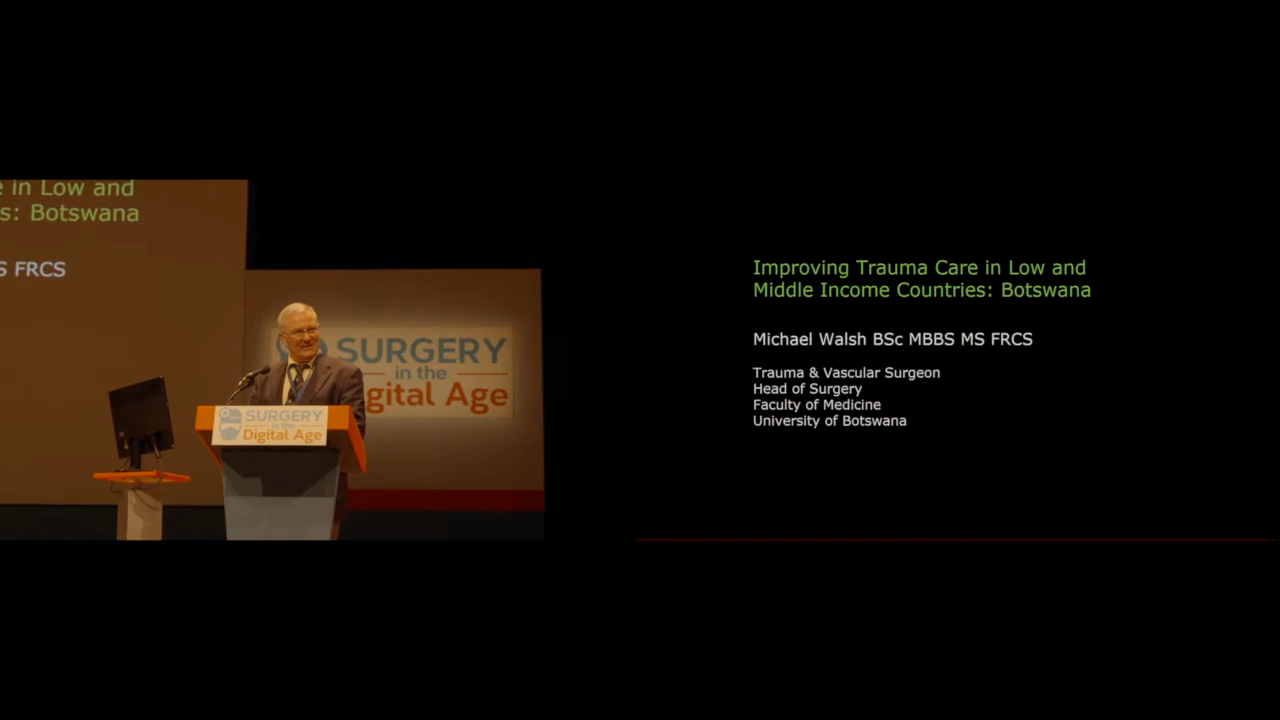 e in Low and
s: Botswana
S FRCS
SURGERY
in the
gital Age
SURGERY
in the
Digital Age
Improving Trauma Care in Low and
Middle Income Countries: Botswana
Michael Walsh BSc MBBS MS FRCS
Trauma & Vascular Surgeon
Head of Surgery
Faculty of Medicine
University of Botswana